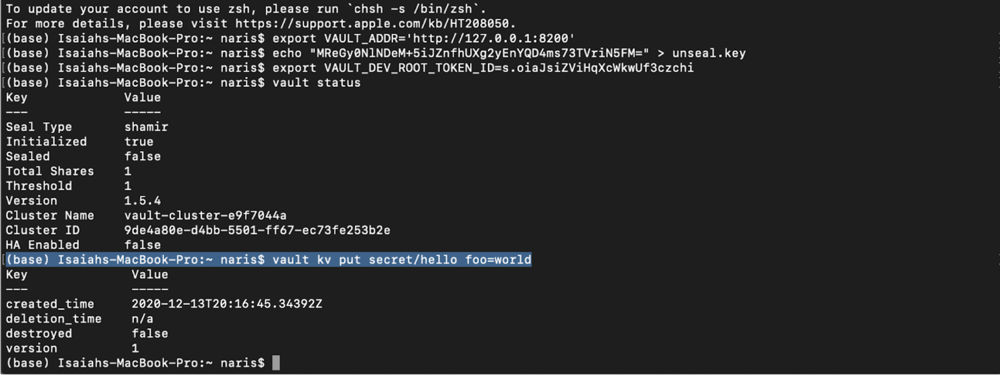 To update your account to use zsh, please run `chsh -s /bin/zsh`.
For more details, please visit https://support.apple.com/kb/HT208050.
[(base) Isaiahs-MacBook-Pro:~ naris$ export VAULT_ADDR='http://127.0.0.1:8200'
[(base) Isaiahs-MacBook-Pro:~ naris$ echo "MReGy0NlNDeM+5iJZnfhUXg2yEnYQD4ms73TVriN5FM=" > unseal.key
[(base) Isaiahs-MacBook-Pro:~ naris$ export VAULT_DEV_ROOT_TOKEN_ID=s.oiaJsiZViHqXcWkwUf3czchi
[(base) Isaiahs-MacBook-Pro:~ naris$ vault status
Key Value
--- -----
Seal Type shamir
Initialized true
Sealed false
Total Shares 1
Threshold 1
Version 1.5.4
Cluster Name vault-cluster-e9f7044a
Cluster ID 9de4a80e-d4bb-5501-ff67-ec73fe253b2e
HA Enabled false
[(base) Isaiahs-MacBook-Pro:~ naris$ vault kv put secret/hello foo=world
Key Value
--- -----
created_time 2020-12-13T20:16:45.34392Z
deletion_time n/a
destroyed false
version 1
(base) Isaiahs-MacBook-Pro:~ naris$